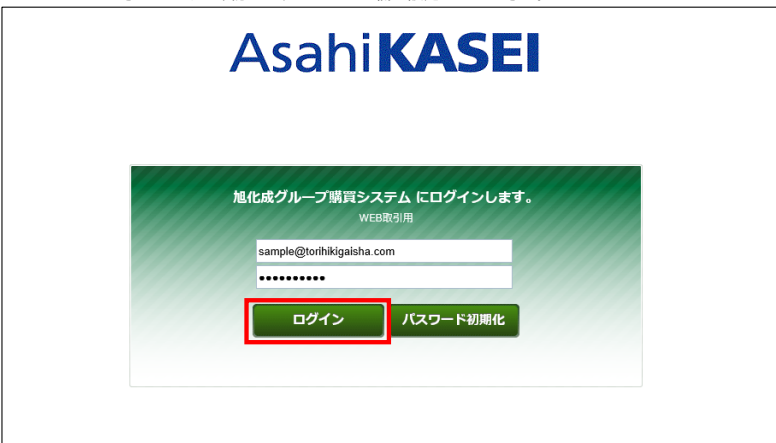 AsahiKASEI
旭化成グループ購買システム にログインします。
WEB取引用
sample@torihikigaisha.com
••••••••••
ログイン パスワード初期化